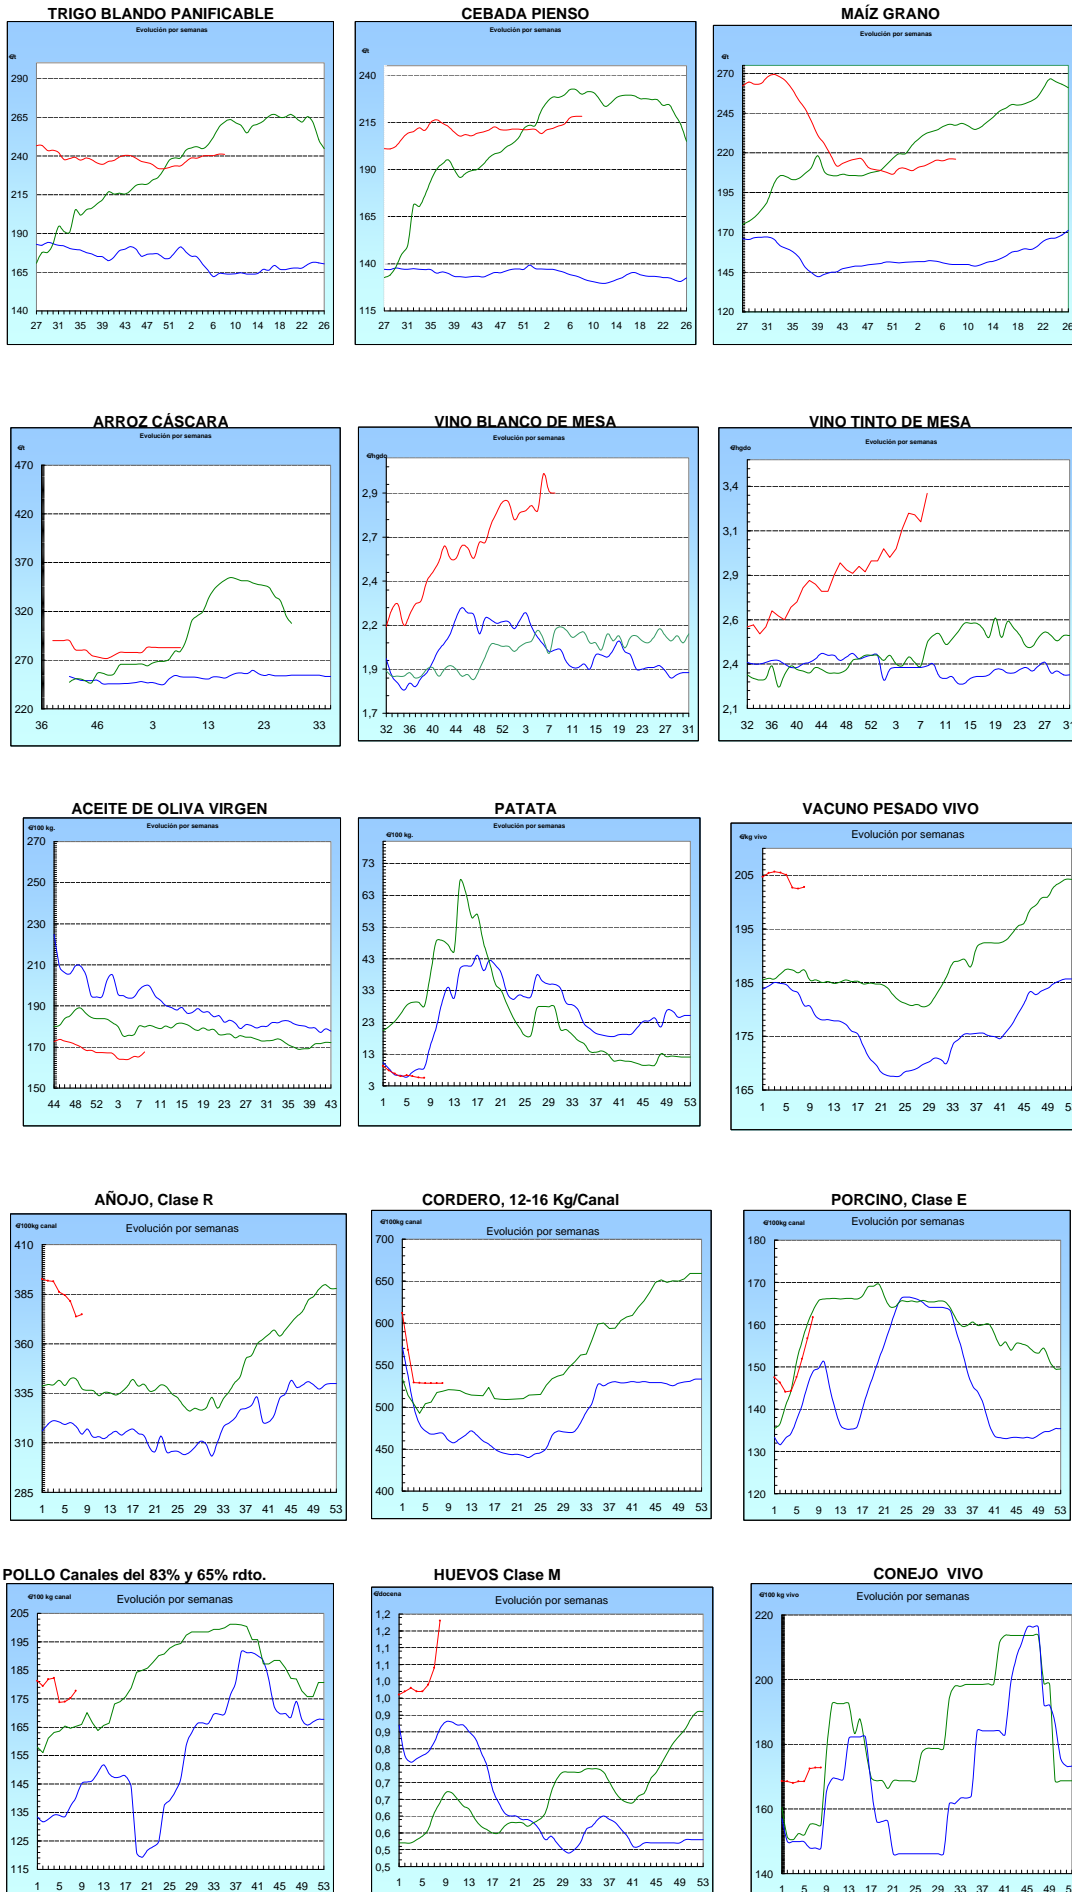 TRIGO BLANDO PANIFICABLE
Evolución por semanas
€/t
290
265
240
215
190
165
140
27 31 35 39 43 47 51 2 6 10 14 18 22 26
CEBADA PIENSO
Evolución por semanas
€/t
240
215
190
165
140
115
27 31 35 39 43 47 51 2 6 10 14 18 22 26
MAÍZ GRANO
Evolución por semanas
€/t
270
245
220
195
170
145
120
27 31 35 39 43 47 51 2 6 10 14 18 22 26
ARROZ CÁSCARA
Evolución por semanas
€/t
470
420
370
320
270
220
36 46 3 13 23 33
VINO BLANCO DE MESA
Evolución por semanas
€/hgdo
2,9
2,7
2,4
2,2
1,9
1,7
32 36 40 44 48 52 3 7 11 15 19 23 27 31
VINO TINTO DE MESA
Evolución por semanas
€/hgdo
3,4
3,1
2,9
2,6
2,4
2,1
32 36 40 44 48 52 3 7 11 15 19 23 27 31
ACEITE DE OLIVA VIRGEN
Evolución por semanas
€/100 kg.
270
250
230
210
190
170
150
44 48 52 3 7 11 15 19 23 27 31 35 39 43
PATATA
Evolución por semanas
€/100 kg.
73
63
53
43
33
23
13
3
1 5 9 13 17 21 25 29 33 37 41 45 49 53
VACUNO PESADO VIVO
Evolución por semanas
€/kg vivo
205
195
185
175
165
1 5 9 13 17 21 25 29 33 37 41 45 49 53
AÑOJO, Clase R
Evolución por semanas
€/100kg canal
410
385
360
335
310
285
1 5 9 13 17 21 25 29 33 37 41 45 49 53
CORDERO, 12-16 Kg/Canal
Evolución por semanas
€/100kg canal
700
650
600
550
500
450
400
1 5 9 13 17 21 25 29 33 37 41 45 49 53
PORCINO, Clase E
Evolución por semanas
€/100kg canal
180
170
160
150
140
130
120
1 5 9 13 17 21 25 29 33 37 41 45 49 53
POLLO Canales del 83% y 65% rdto.
Evolución por semanas
€/100 kg canal
205
195
185
175
165
155
145
135
125
115
1 5 9 13 17 21 25 29 33 37 41 45 49 53
HUEVOS Clase M
Evolución por semanas
€/docena
1,2
1,2
1,1
1,1
1,0
1,0
0,9
0,9
0,8
0,8
0,7
0,7
0,6
0,6
0,5
0,5
1 5 9 13 17 21 25 29 33 37 41 45 49 53
CONEJO VIVO
Evolución por semanas
€/100 kg vivo
220
200
180
160
140
1 5 9 13 17 21 25 29 33 37 41 45 49